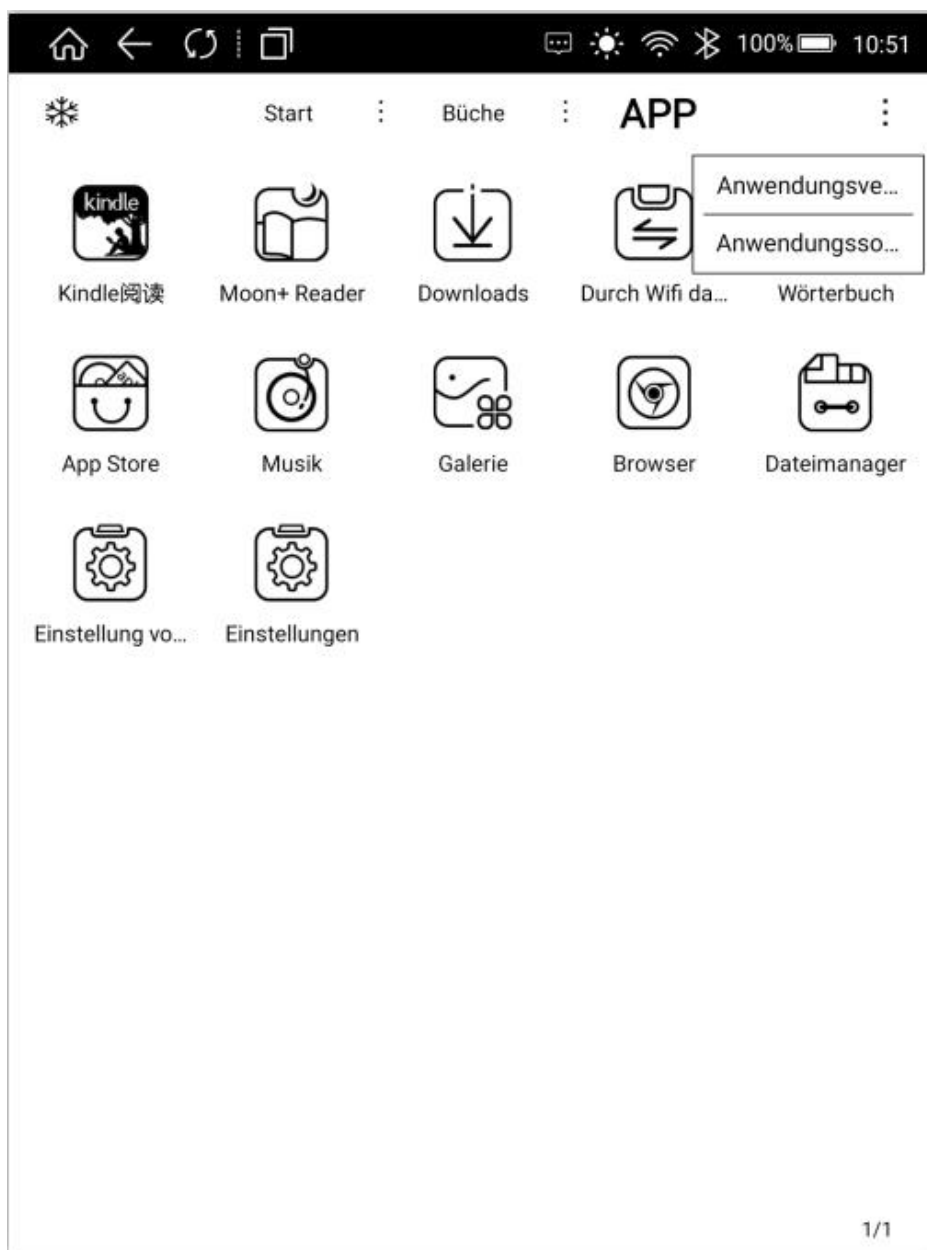 100% 10:51
Start Büche APP
Anwendungsve...
Anwendungsso...
kindle
Kindle阅读 Moon+ Reader Downloads Durch Wifi da... Wörterbuch
App Store Musik Galerie Browser Dateimanager
Einstellung vo... Einstellungen
1/1